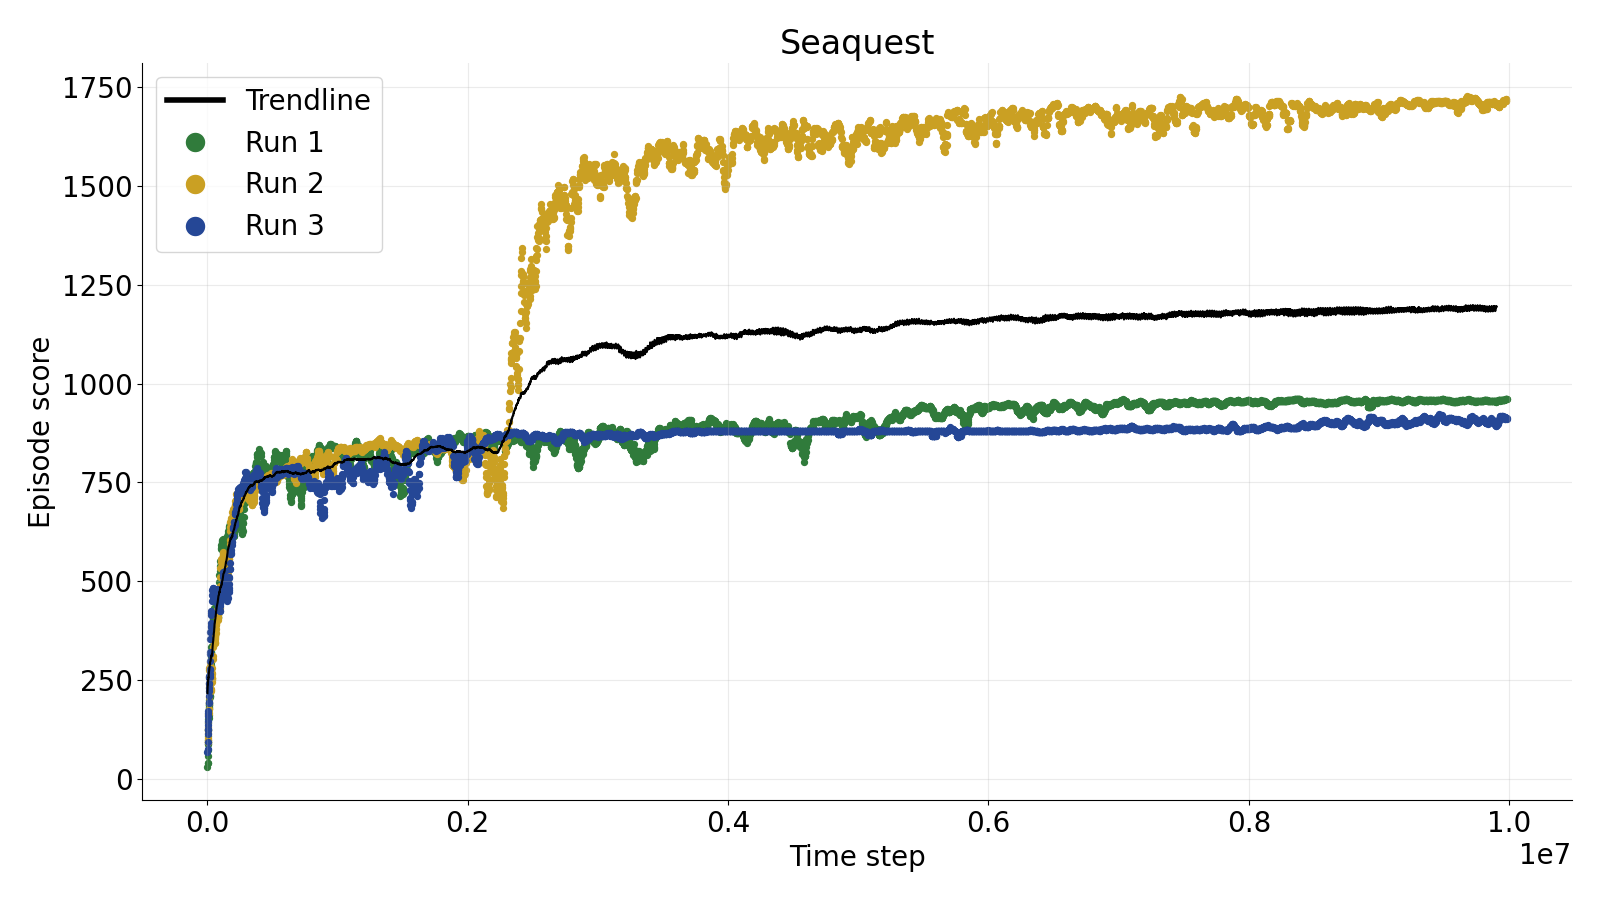 Seaquest
Trendline
Run 1
Run 2
Run 3
1750
1500
1250
1000
750
500
250
0
Episode score
0.0 0.2 0.4 0.6 0.8 1.0
1e7
Time step